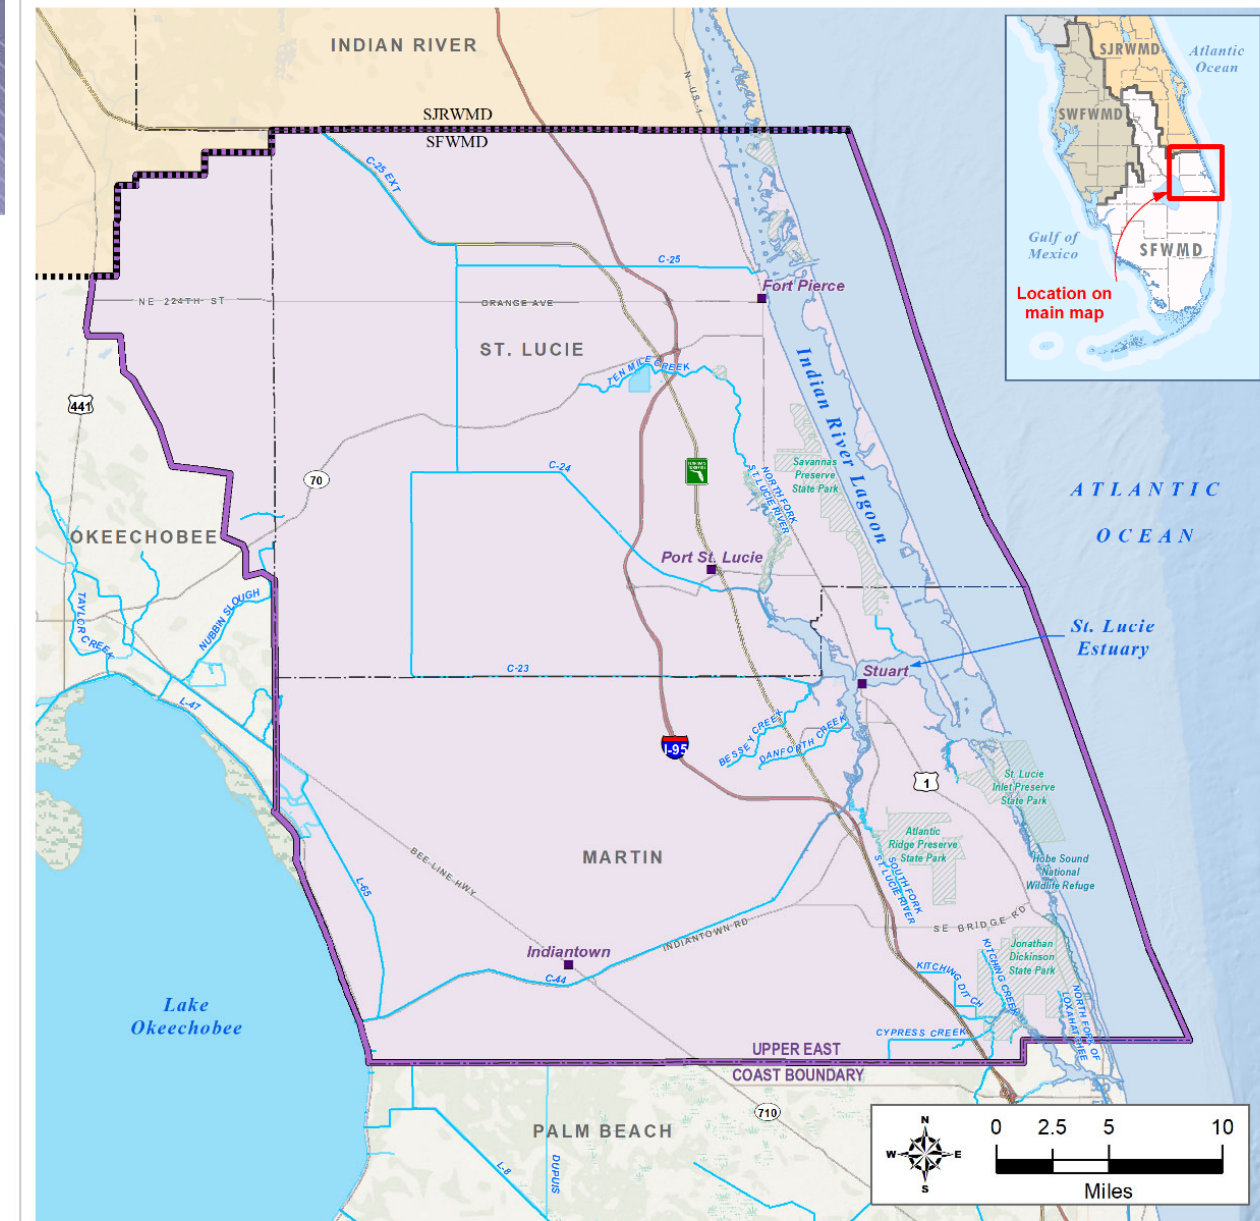 INDIAN RIVER
N US-1
SJRWMD
SFWMD
C-25 EXT
C-25
Fort Pierce
NE 224TH ST
ORANGE AVE
ST. LUCIE
TEN MILE CREEK
Indian River Lagoon
441
70
C-24
NORTH FORK
ST LUCIE RIVER
Savannas
Preserve
State Park
ATLANTIC
OCEAN
OKEECHOBEE
Port St. Lucie
TAYLOR CREEK
NUBBIN SLOUGH
St. Lucie
Estuary
C-23
Stuart
L-47
BESSEY CREEK
DANFORTH CREEK
I-95
1
St. Lucie
Inlet Preserve
State Park
Atlantic
Ridge Preserve
State Park
MARTIN
BEE LINE HWY
L-65
Hobe Sound
National
Wildlife Refuge
SOUTH FORK
ST LUCIE RIVER
SE BRIDGE RD
INDIANTOWN RD
Indiantown
C-44
Jonathan
Dickinson
State Park
KITCHING DITCH
KITCHING CREEK
NORTH FORK OF
LOXAHATCHEE
CYPRESS CREEK
Lake
Okeechobee
UPPER EAST
COAST BOUNDARY
710
PALM BEACH
L-8
DUPUIS
SJRWMD
Atlantic
Ocean
SWFWMD
Gulf of
Mexico
SFWMD
Location on
main map
N
W E
S
0 2.5 5 10
Miles